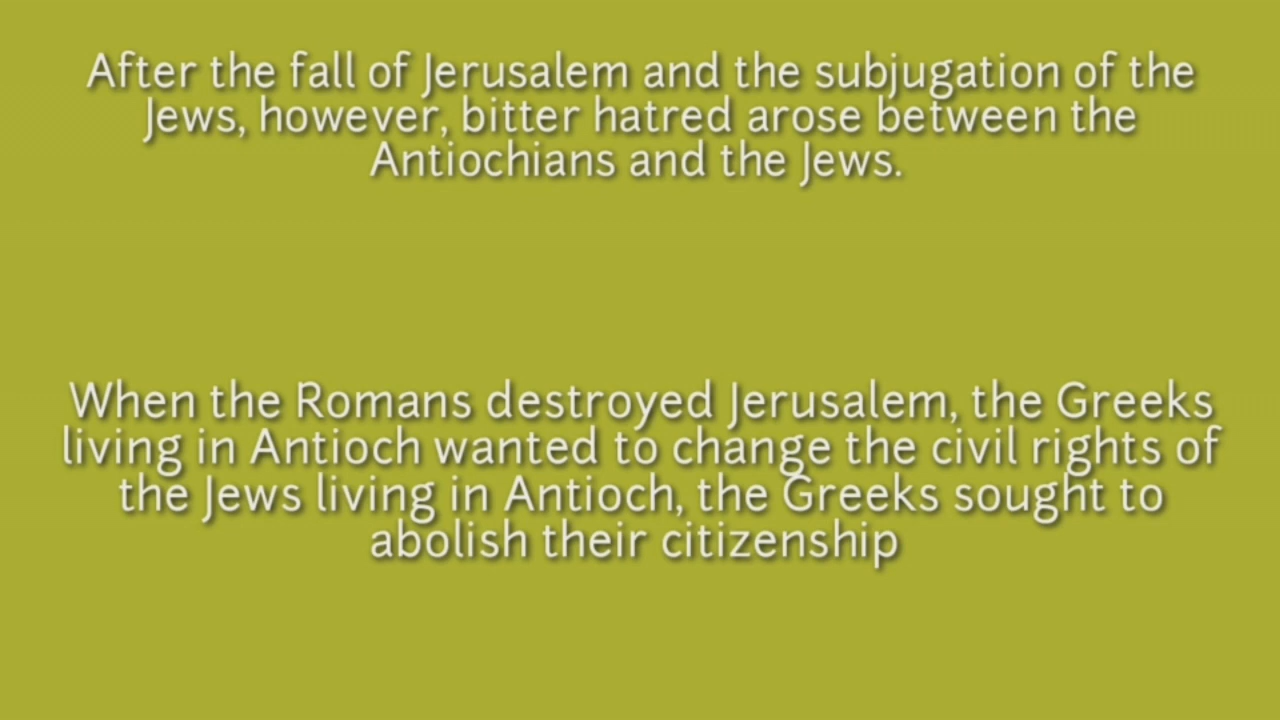 After the fall of Jerusalem and the subjugation of the
Jews, however, bitter hatred arose between the
Antiochians and the Jews.
When the Romans destroyed Jerusalem, the Greeks
living in Antioch wanted to change the civil rights of
the Jews living in Antioch, the Greeks sought to
abolish their citizenship